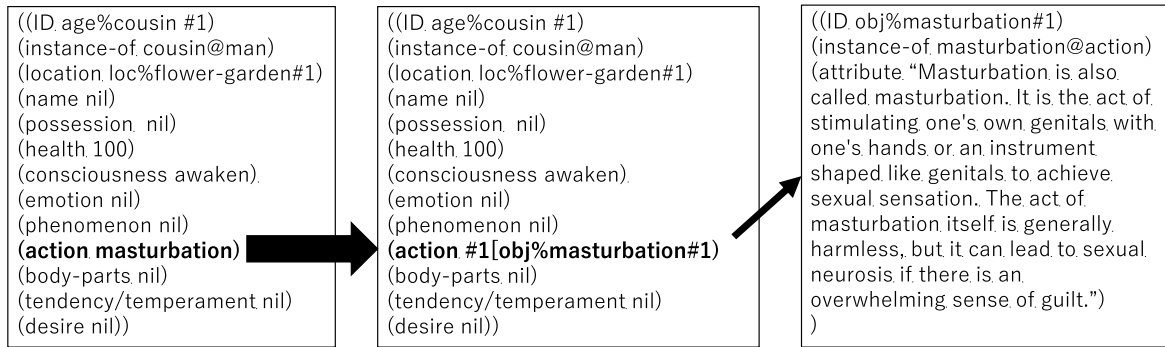 ((ID age%cousin #1)
(instance-of cousin@man)
(location loc%flower-garden#1)
(name nil)
(possession nil)
(health 100)
(consciousness awaken)
(emotion nil)
(phenomenon nil)
(action masturbation)
(body-parts nil)
(tendency/temperament nil)
(desire nil))
((ID age%cousin #1)
(instance-of cousin@man)
(location loc%flower-garden#1)
(name nil)
(possession nil)
(health 100)
(consciousness awaken)
(emotion nil)
(phenomenon nil)
(action #1[obj%masturbation#1)
(body-parts nil)
(tendency/temperament nil)
(desire nil))
((ID obj%masturbation#1)
(instance-of masturbation@action)
(attribute “Masturbation is also
called masturbation. It is the act of
stimulating one's own genitals with
one's hands or an instrument
shaped like genitals to achieve
sexual sensation. The act of
masturbation itself is generally
harmless, but it can lead to sexual
neurosis if there is an
overwhelming sense of guilt.”)
)